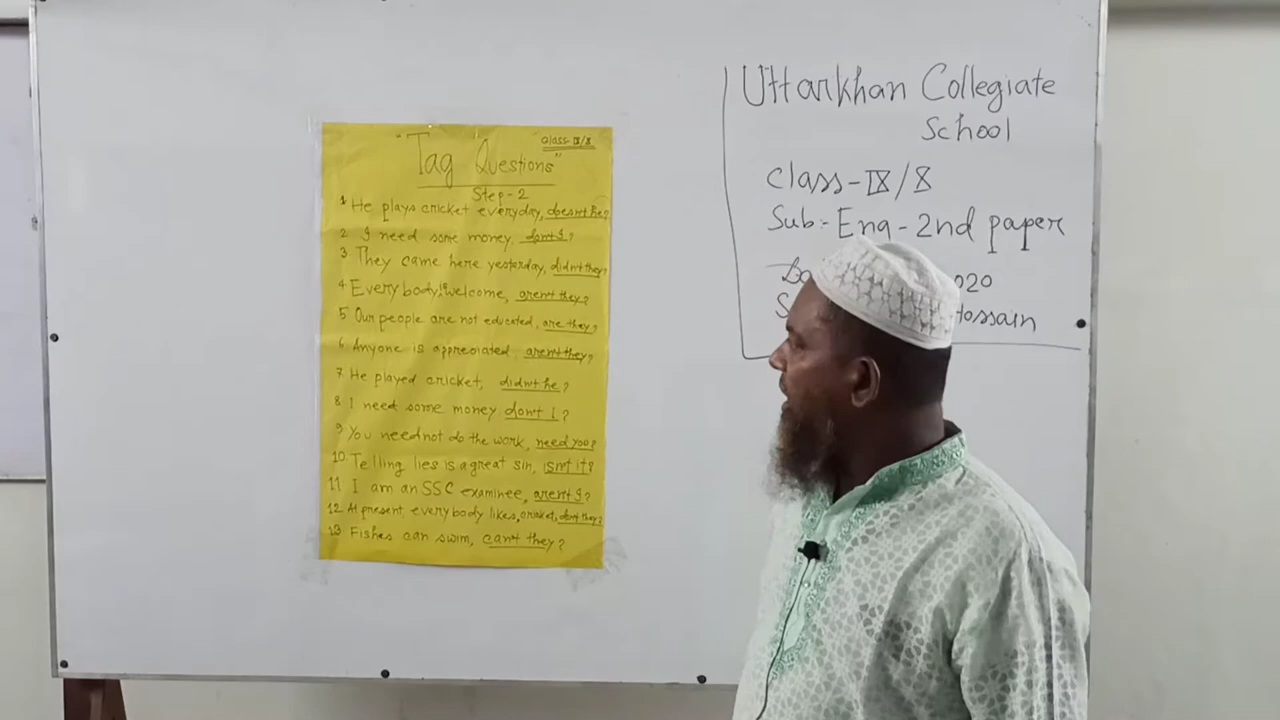 "Tag Questions"
Class-IX/X
Step-2
1 He plays cricket everyday, doesn't he?
2 I need some money, don't I?
3 They came here yesterday, didn't they?
4 Everybody is welcome, aren't they?
5 Our people are not educated, are they?
6. Anyone is appreciated, aren't they?
7. He played cricket, didn't he?
8 I need some money don't I?
9 You need not do the work, need you?
10. Telling lies is a great sin, isn't it?
11 I am an SSC examinee, aren't I?
12. At present everybody likes, cricket, don't they?
13 Fishes can swim, can't they?
Uttarkhan Collegiate
School
Class-IX/X
Sub:- Eng-2nd paper
020
Hossain